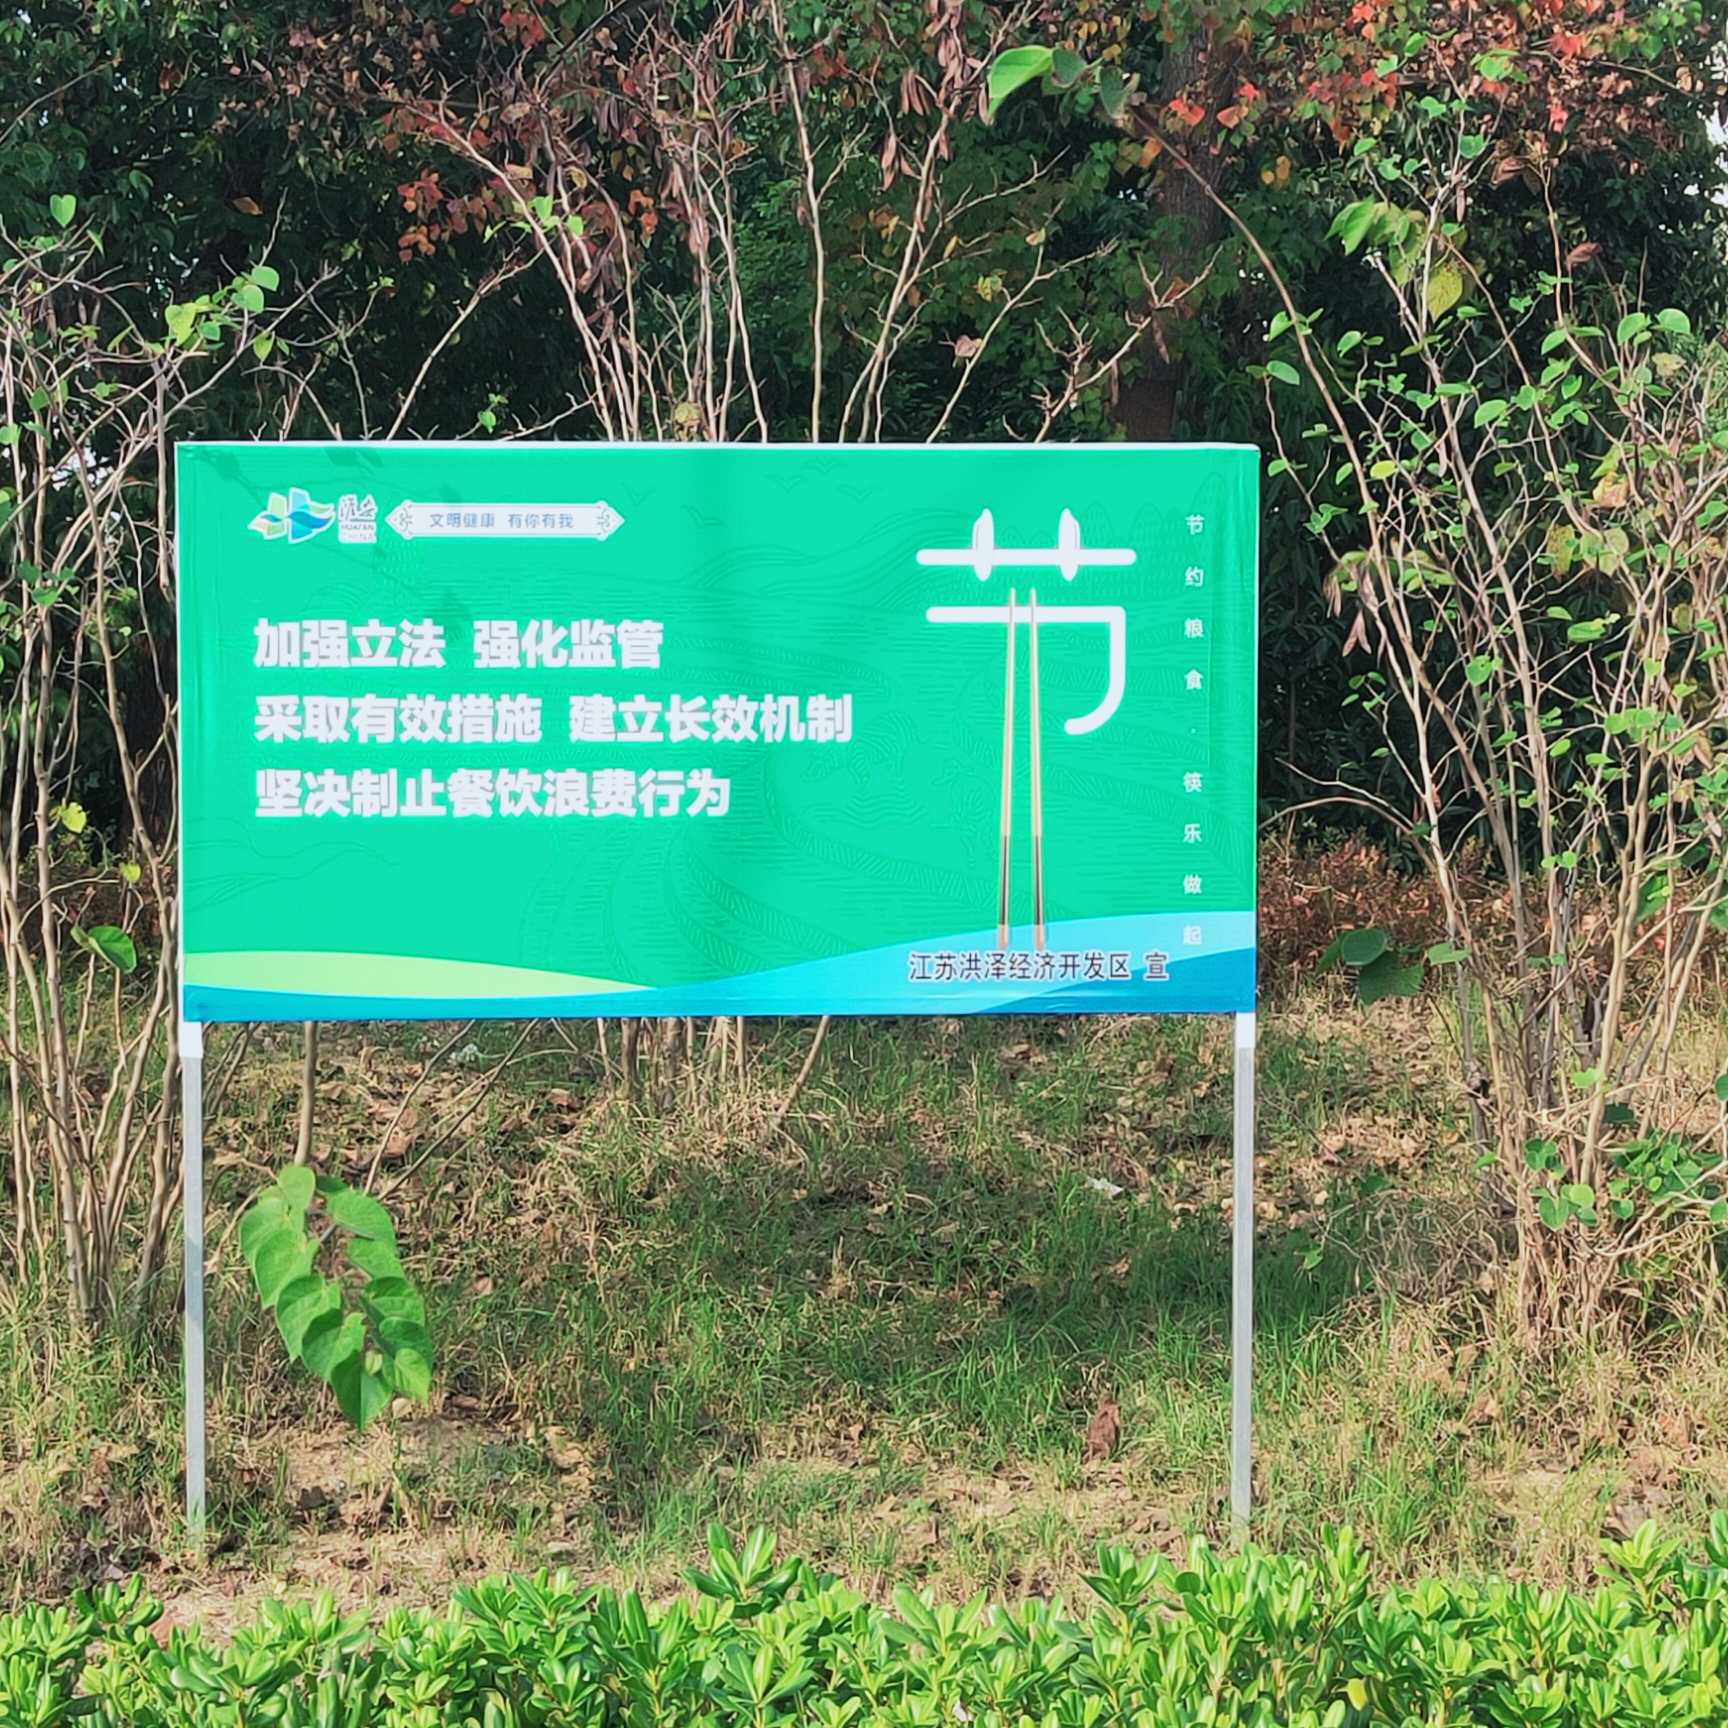 淮安
HUAI'AN
CHINA
文明健康 有你有我
加强立法 强化监管
采取有效措施 建立长效机制
坚决制止餐饮浪费行为
节
节约粮食·筷乐做起
江苏洪泽经济开发区 宣